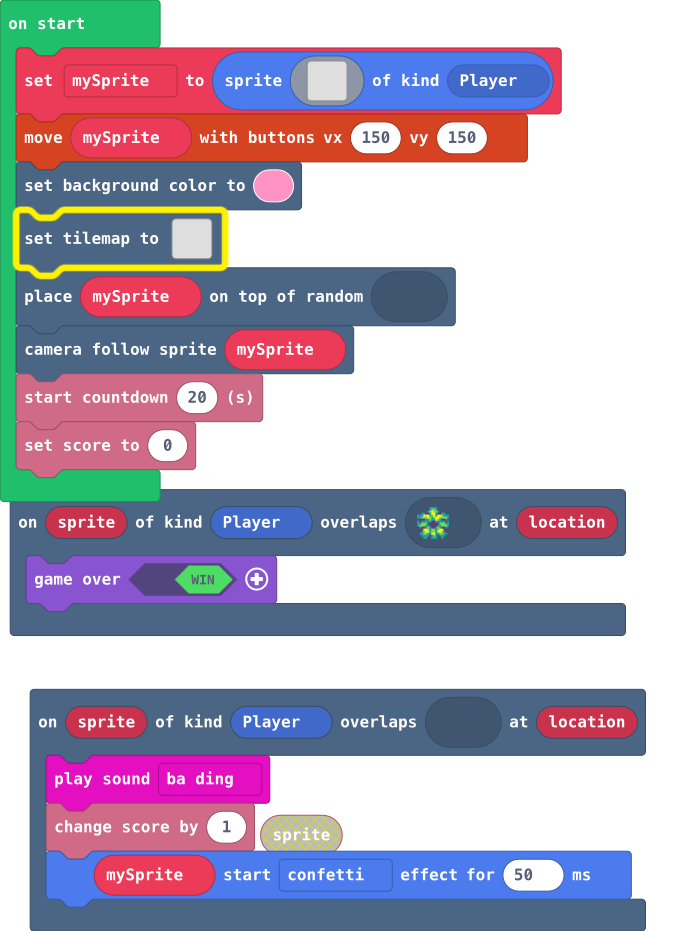 on start
set mySprite to sprite of kind Player
move mySprite with buttons vx 150 vy 150
set background color to
set tilemap to
place mySprite on top of random
camera follow sprite mySprite
start countdown 20 (s)
set score to 0
on sprite of kind Player overlaps at location
game over WIN
on sprite of kind Player overlaps at location
play sound ba ding
change score by 1
sprite
mySprite start confetti effect for 50 ms